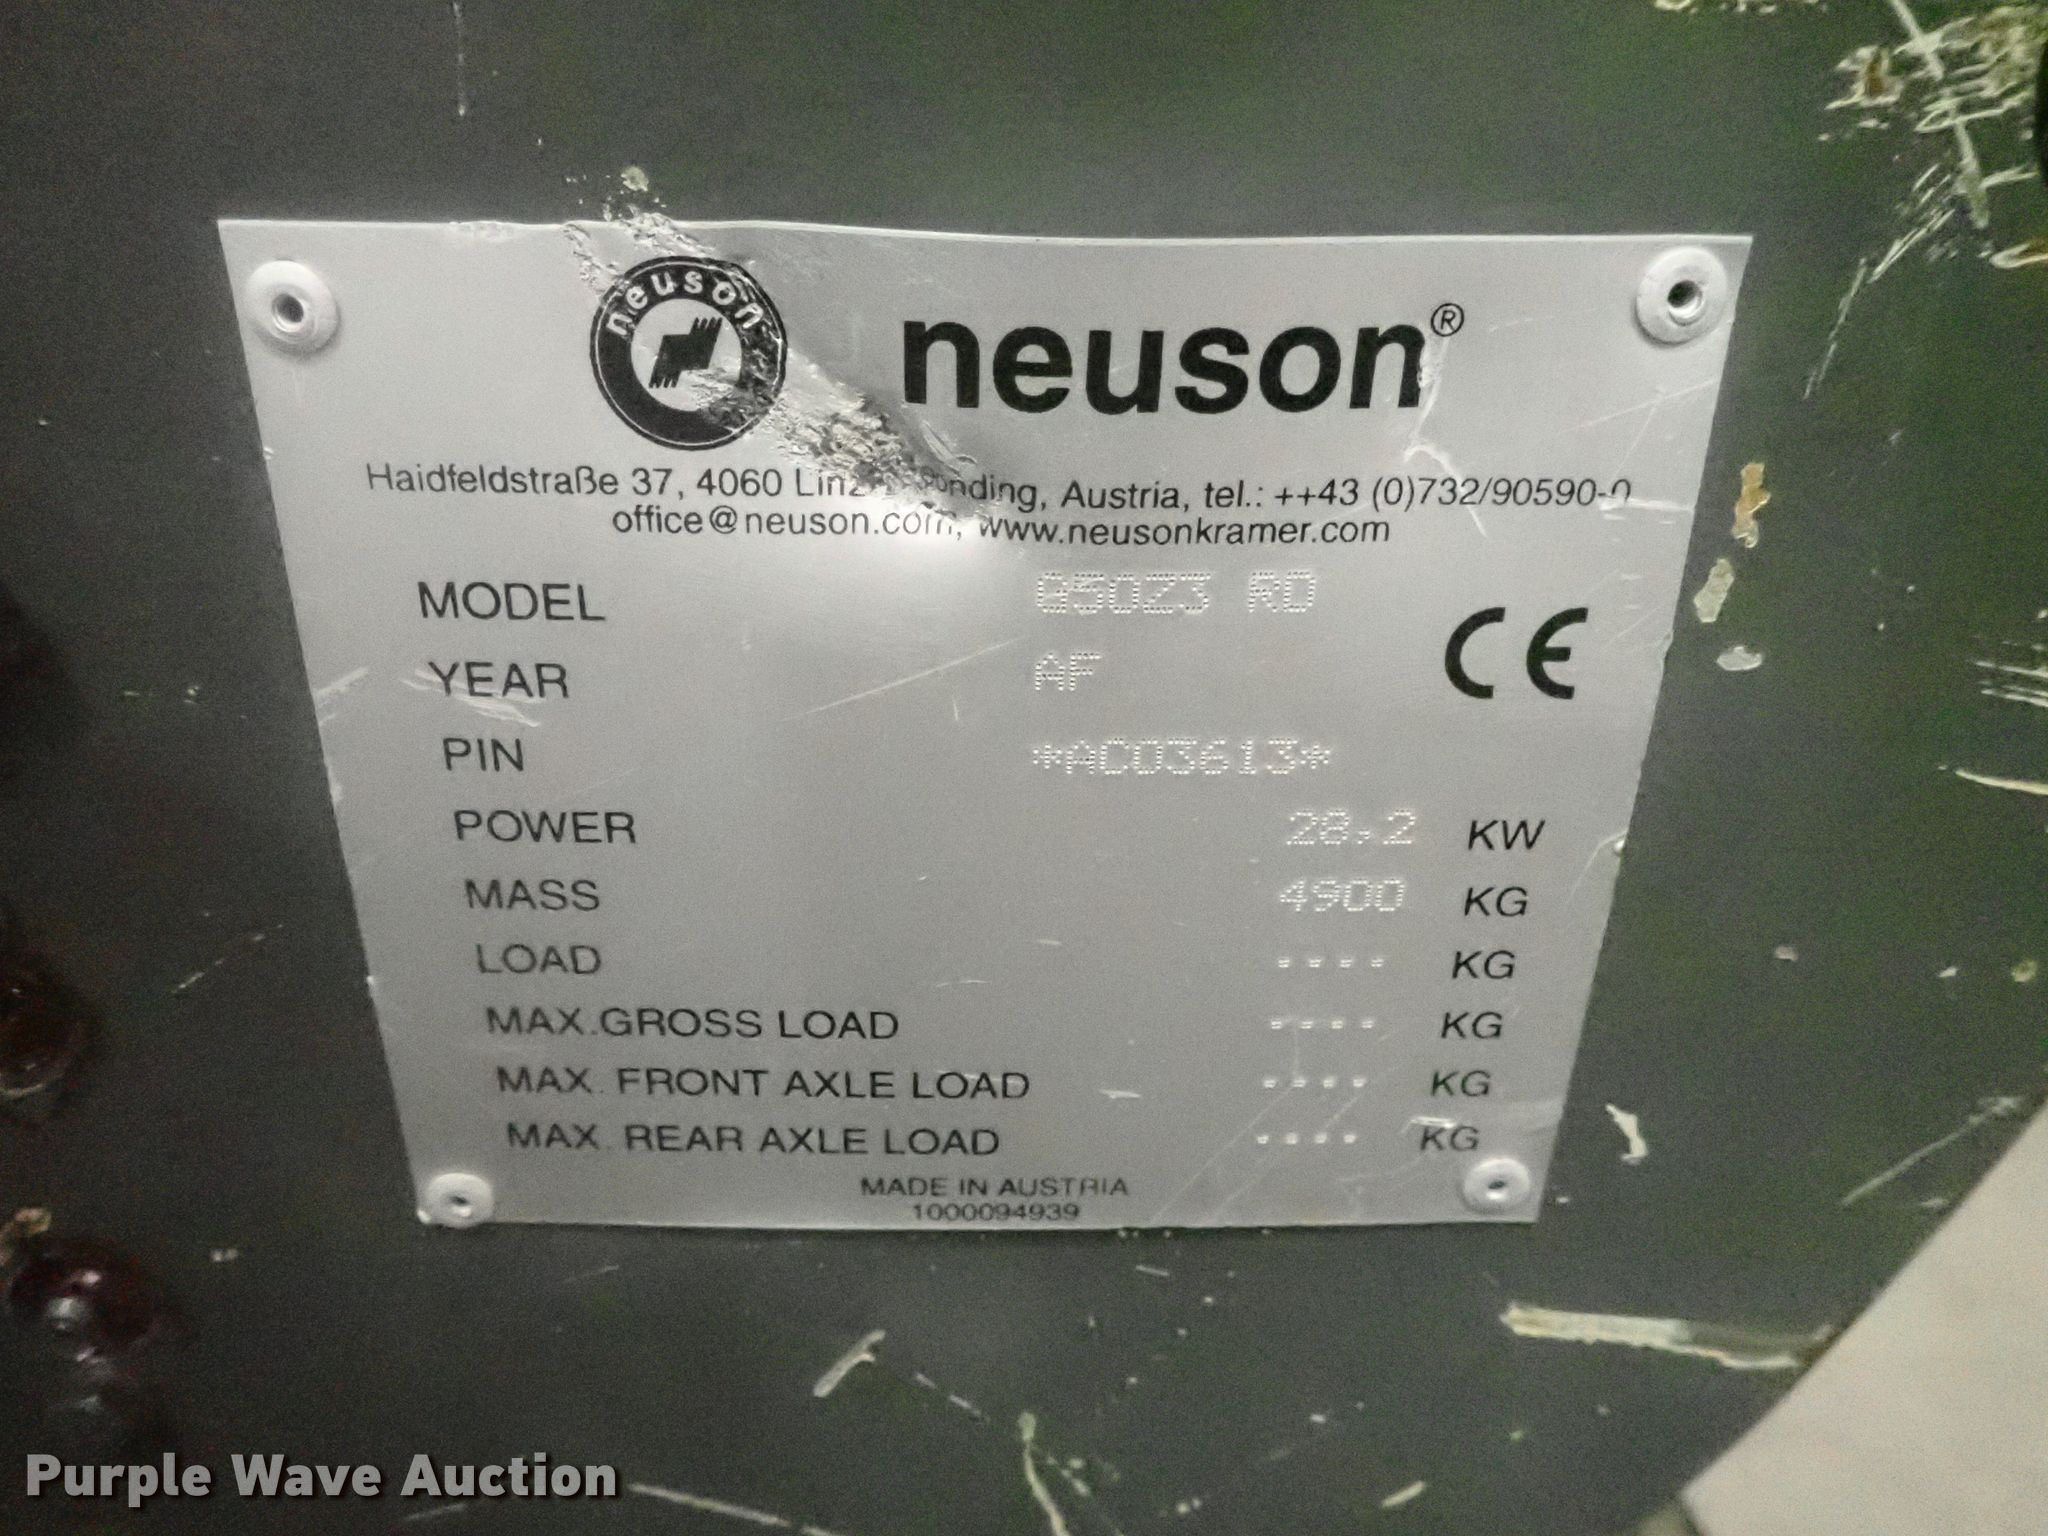 neuson
neuson®
Haidfeldstraße 37, 4060 Linz Austria, tel.: ++43 (0)732/90590-0
office@neuson.com, www.neusonkramer.com
MODEL G50Z3 RD
CE
YEAR AF
PIN *AC03613*
POWER 28,2 KW
MASS 4900 KG
LOAD ---- KG
MAX.GROSS LOAD ---- KG
MAX. FRONT AXLE LOAD ---- KG
MAX. REAR AXLE LOAD ---- KG
MADE IN AUSTRIA
1000094939
Purple Wave Auction